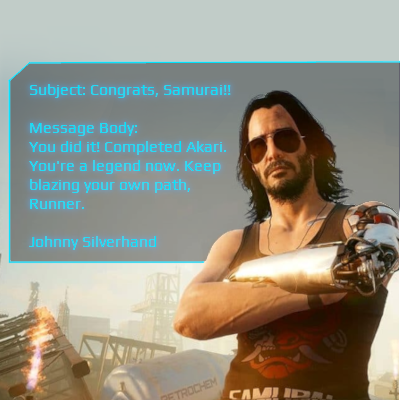 Subject: Congrats, Samurai!!
Message Body:
You did it! Completed Akari.
You're a legend now. Keep
blazing your own path,
Runner.
Johnny Silverhand
PETROCHEM
SAMURAI